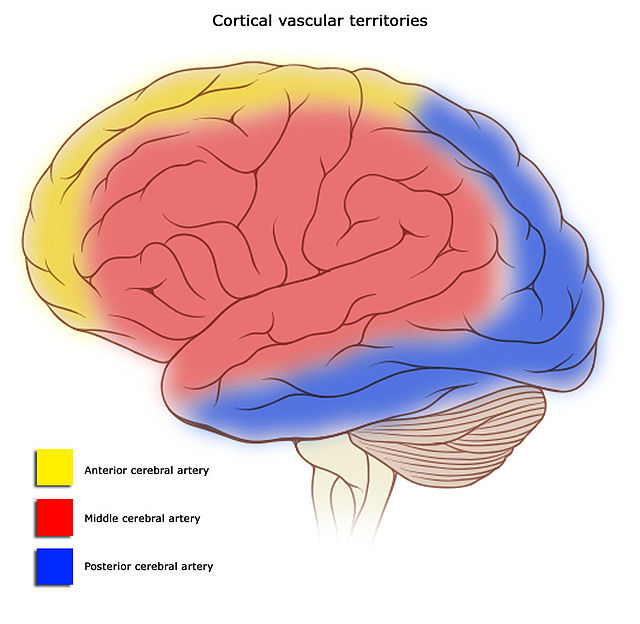 Cortical vascular territories
Anterior cerebral artery
Middle cerebral artery
Posterior cerebral artery